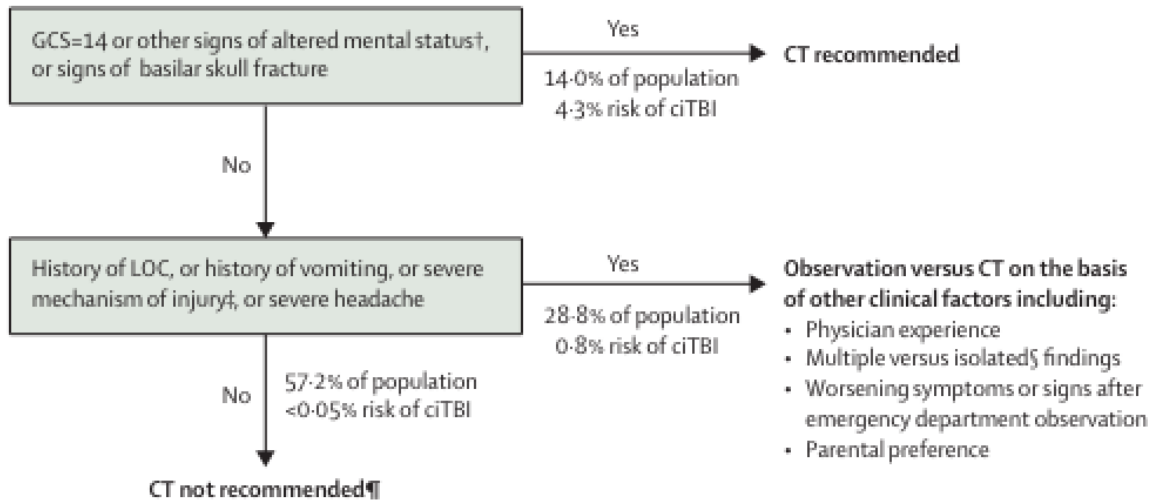 GCS=14 or other signs of altered mental status†,
or signs of basilar skull fracture
Yes
14·0% of population
4·3% risk of ciTBI
CT recommended
No
History of LOC, or history of vomiting, or severe
mechanism of injury‡, or severe headache
Yes
28·8% of population
0·8% risk of ciTBI
Observation versus CT on the basis
of other clinical factors including:
• Physician experience
• Multiple versus isolated§ findings
• Worsening symptoms or signs after
emergency department observation
• Parental preference
No
57·2% of population
<0·05% risk of ciTBI
CT not recommended¶